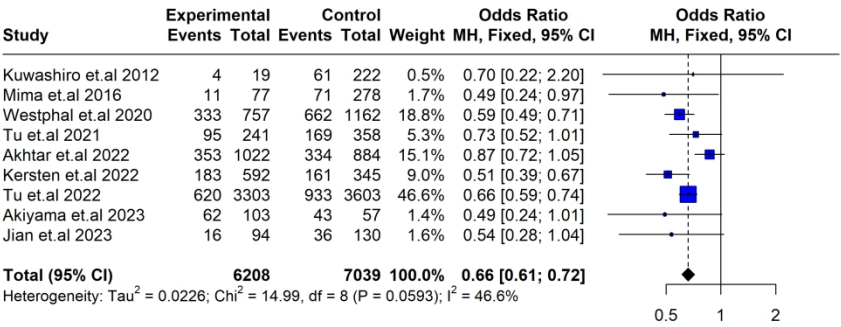 Experimental Control Odds Ratio Odds Ratio
Study Events Total Events Total Weight MH, Fixed, 95% CI MH, Fixed, 95% CI
Kuwashiro et.al 2012 4 19 61 222 0.5% 0.70 [0.22; 2.20]
Mima et.al 2016 11 77 71 278 1.7% 0.49 [0.24; 0.97]
Westphal et.al 2020 333 757 662 1162 18.8% 0.59 [0.49; 0.71]
Tu et.al 2021 95 241 169 358 5.3% 0.73 [0.52; 1.01]
Akhtar et.al 2022 353 1022 334 884 15.1% 0.87 [0.72; 1.05]
Kersten et.al 2022 183 592 161 345 8.9% 0.51 [0.39; 0.67]
Tu et.al 2022 620 3303 933 3603 46.6% 0.66 [0.59; 0.74]
Akiyama et.al 2023 62 103 43 57 1.4% 0.49 [0.24; 1.01]
Jian et.al 2023 16 94 36 130 1.6% 0.54 [0.28; 1.04]
Total (95% CI) 6208 7039 100.0% 0.66 [0.61; 0.72]
Heterogeneity: Tau² = 0.0226; Chi² = 14.99, df = 8 (P = 0.0593); I² = 46.6%
0.5 1 2